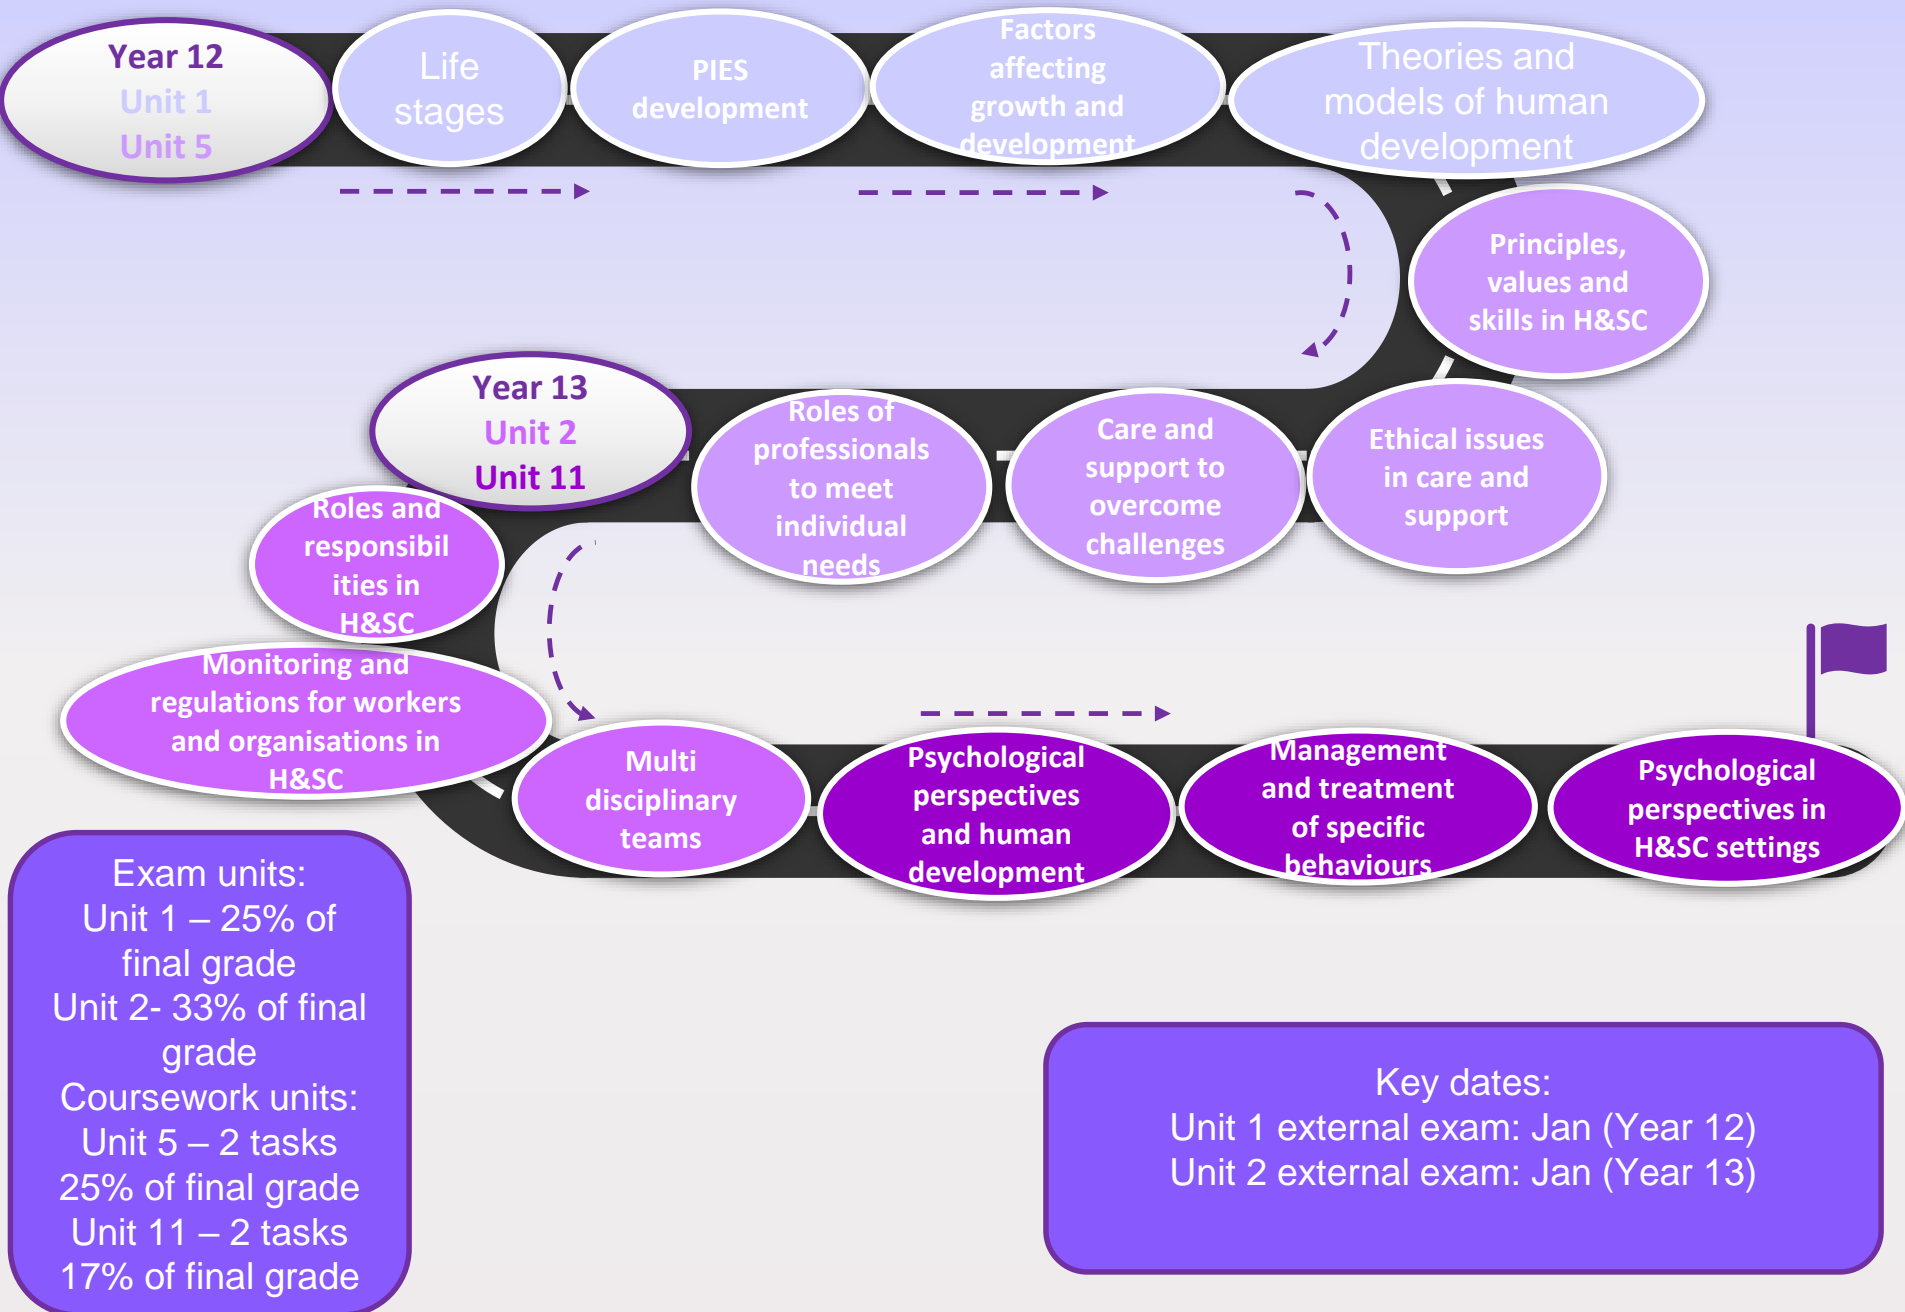 Year 12
Unit 1
Unit 5
Life
stages
PIES
development
Factors
affecting
growth and
development
Theories and
models of human
development
Principles,
values and
skills in H&SC
Ethical issues
in care and
support
Care and
support to
overcome
challenges
Roles of
professionals
to meet
individual
needs
Year 13
Unit 2
Unit 11
Roles and
responsibil
ities in
H&SC
Monitoring and
regulations for workers
and organisations in
H&SC
Multi
disciplinary
teams
Psychological
perspectives
and human
development
Management
and treatment
of specific
behaviours
Psychological
perspectives in
H&SC settings
Exam units:
Unit 1 – 25% of
final grade
Unit 2- 33% of final
grade
Coursework units:
Unit 5 – 2 tasks
25% of final grade
Unit 11 – 2 tasks
17% of final grade
Key dates:
Unit 1 external exam: Jan (Year 12)
Unit 2 external exam: Jan (Year 13)